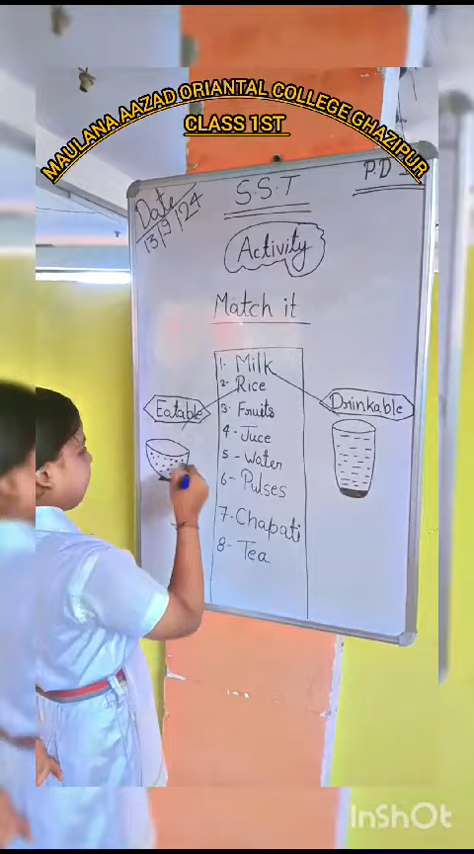 MAULANA AAZAD ORIANTAL COLLEGE GHAZIPUR
CLASS 1ST
Date
13/9/24
S.S.T
P.D
Activity
Match it
1. Milk
2- Rice
3- Fruits
4- Juce
5- Water
6- Pulses
7- Chapati
8- Tea
Eatable
Drinkable
InShOt